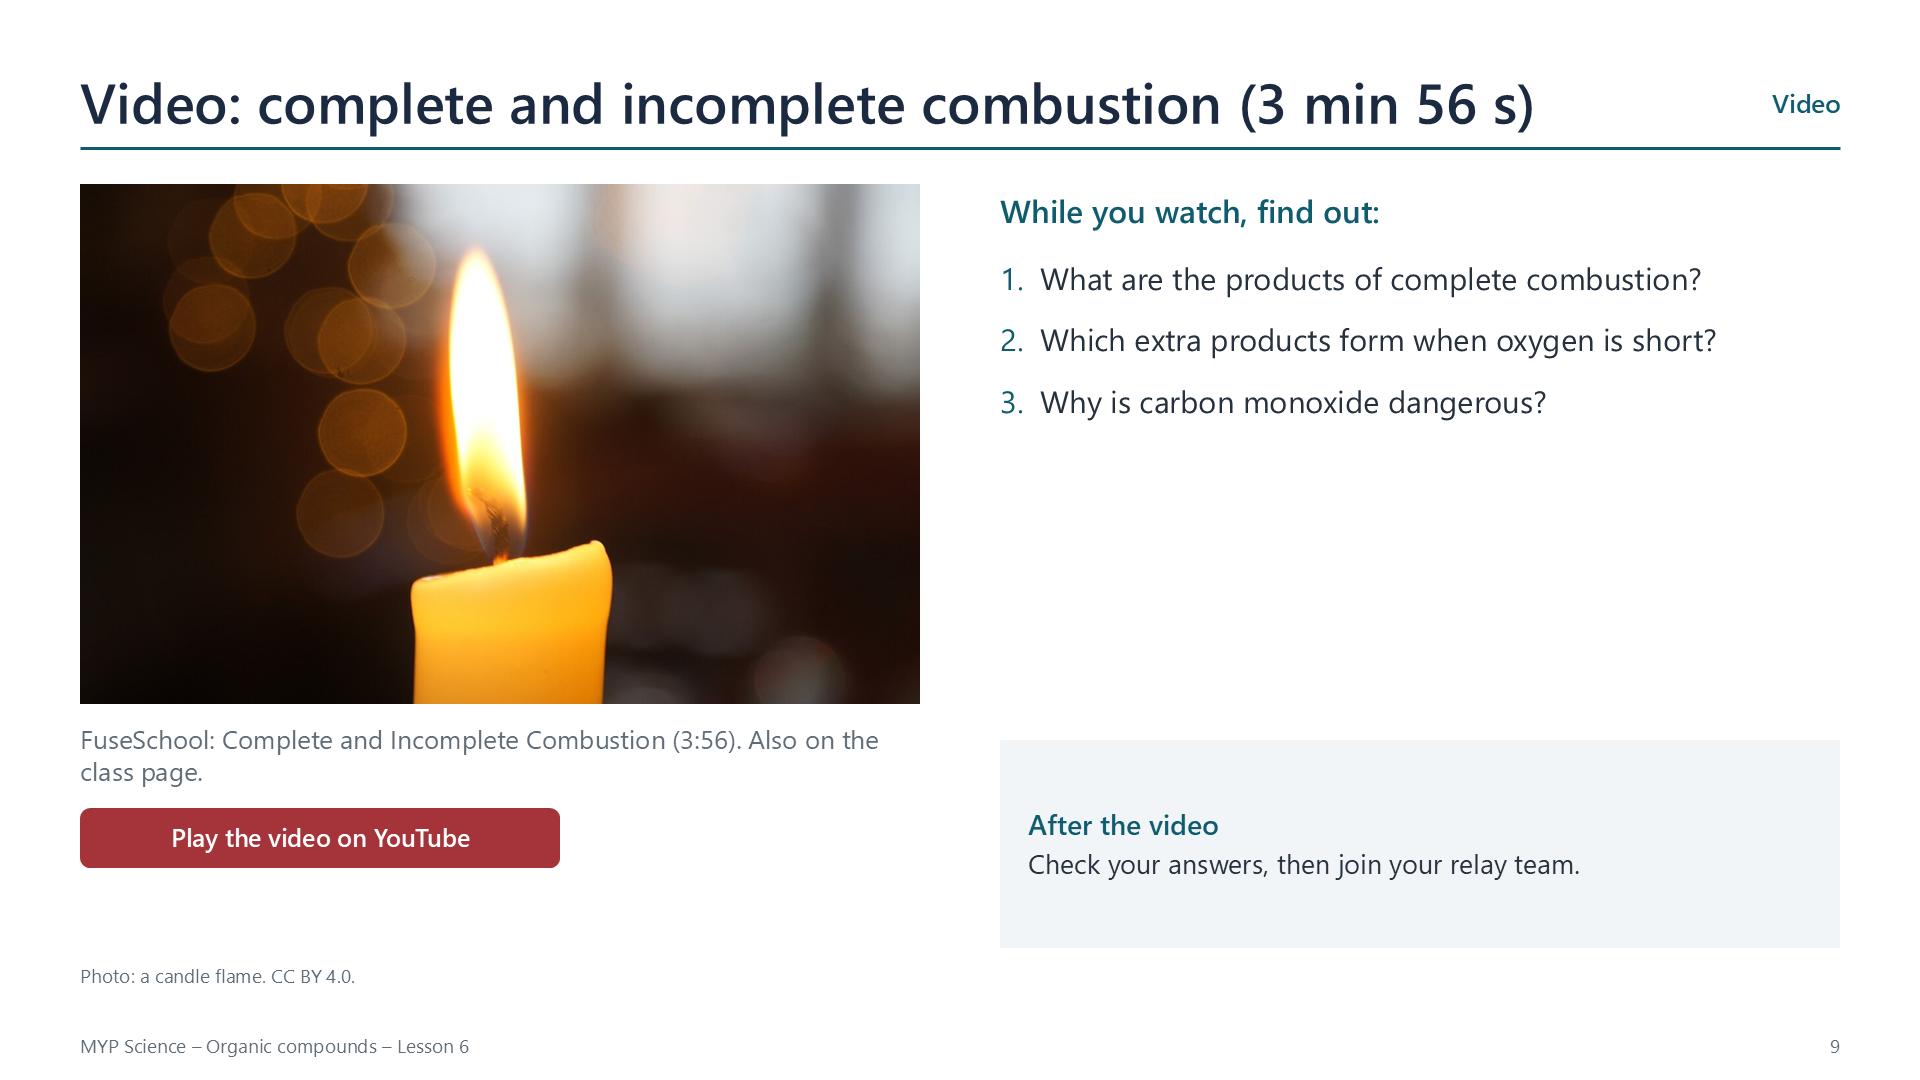 Video: complete and incomplete combustion (3 min 56 s)
Video
While you watch, find out:
1. What are the products of complete combustion?
2. Which extra products form when oxygen is short?
3. Why is carbon monoxide dangerous?
FuseSchool: Complete and Incomplete Combustion (3:56). Also on the
class page.
Play the video on YouTube
After the video
Check your answers, then join your relay team.
Photo: a candle flame. CC BY 4.0.
MYP Science – Organic compounds – Lesson 6
9